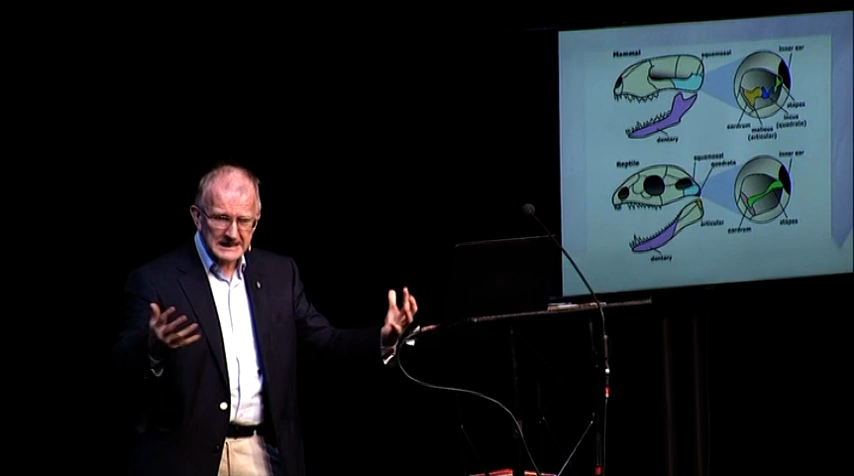 Mammal
squamosal
inner ear
stapes
incus
(quadrate)
eardrum
malleus
(articular)
dentary
Reptile
squamosal
quadrate
inner ear
articular
stapes
eardrum
dentary